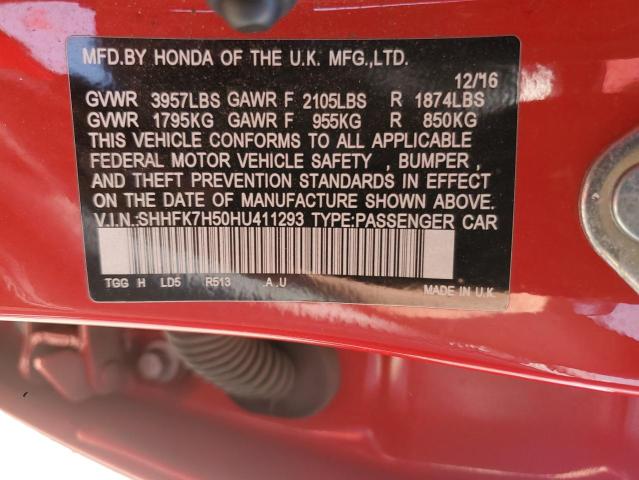 MFD.BY HONDA OF THE U.K. MFG.,LTD.
12/16
GVWR 3957LBS GAWR F 2105LBS R 1874LBS
GVWR 1795KG GAWR F 955KG R 850KG
THIS VEHICLE CONFORMS TO ALL APPLICABLE
FEDERAL MOTOR VEHICLE SAFETY , BUMPER ,
AND THEFT PREVENTION STANDARDS IN EFFECT
ON THE DATE OF MANUFACTURE SHOWN ABOVE.
V.I.N.:SHHFK7H50HU411293 TYPE:PASSENGER CAR
TGG H LD5 R513 .A .U
MADE IN U.K.